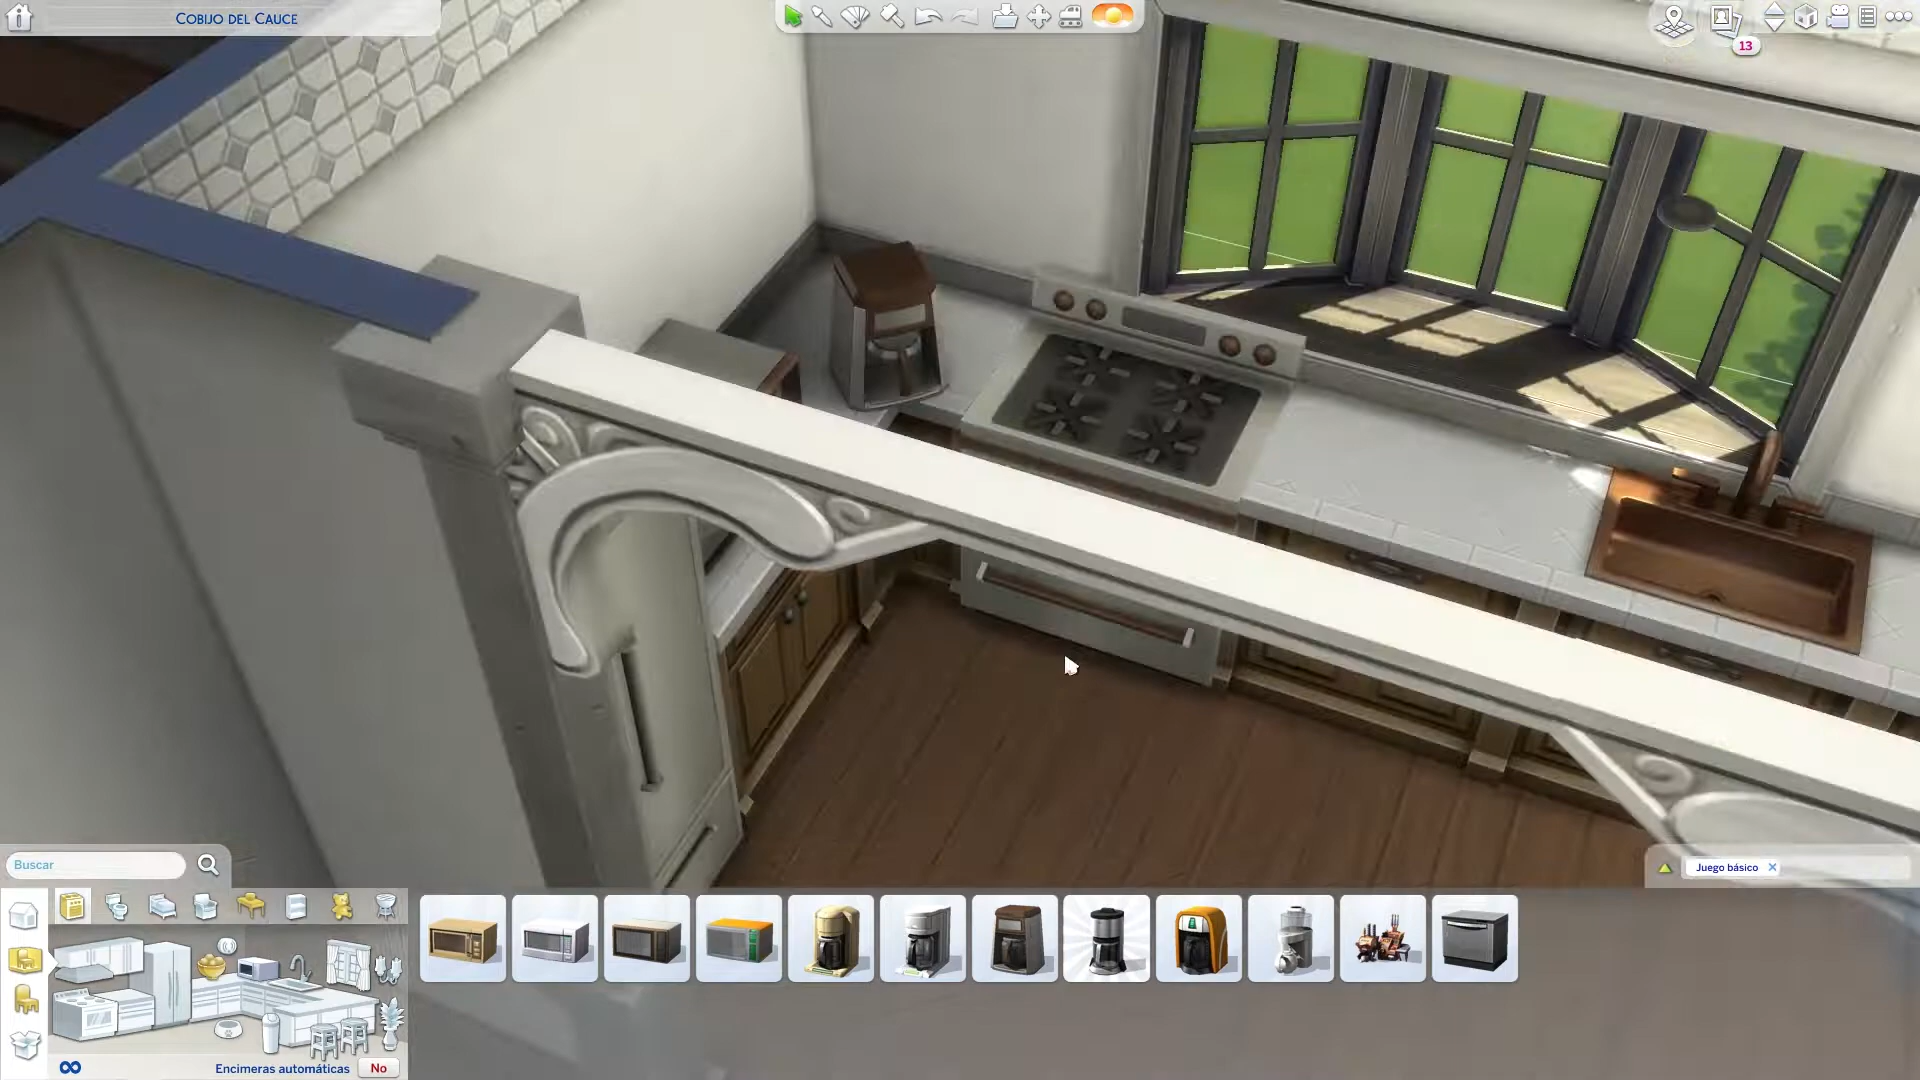 COBIJO DEL CAUCE
13
Buscar
Juego básico
Encimeras automáticas No